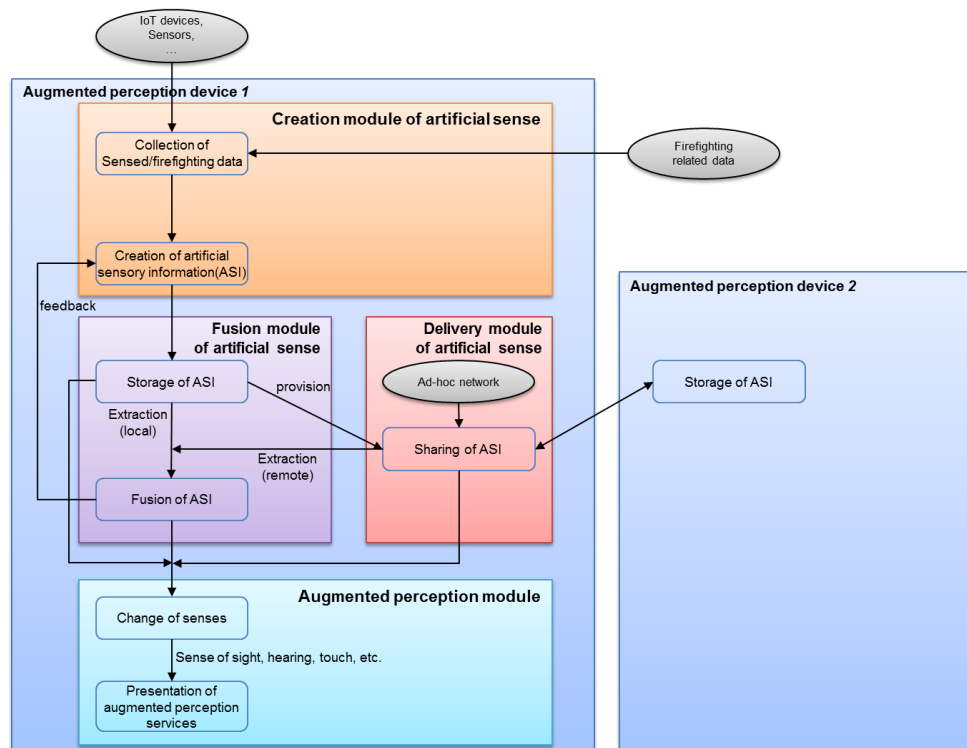 IoT devices,
Sensors,
...
Augmented perception device 1
Creation module of artificial sense
Collection of
Sensed/firefighting data
Firefighting
related data
Creation of artificial
sensory information(ASI)
feedback
Augmented perception device 2
Fusion module
of artificial sense
Delivery module
of artificial sense
Storage of ASI
provision
Ad-hoc network
Storage of ASI
Extraction
(local)
Sharing of ASI
Extraction
(remote)
Fusion of ASI
Augmented perception module
Change of senses
Sense of sight, hearing, touch, etc.
Presentation of
augmented perception
services